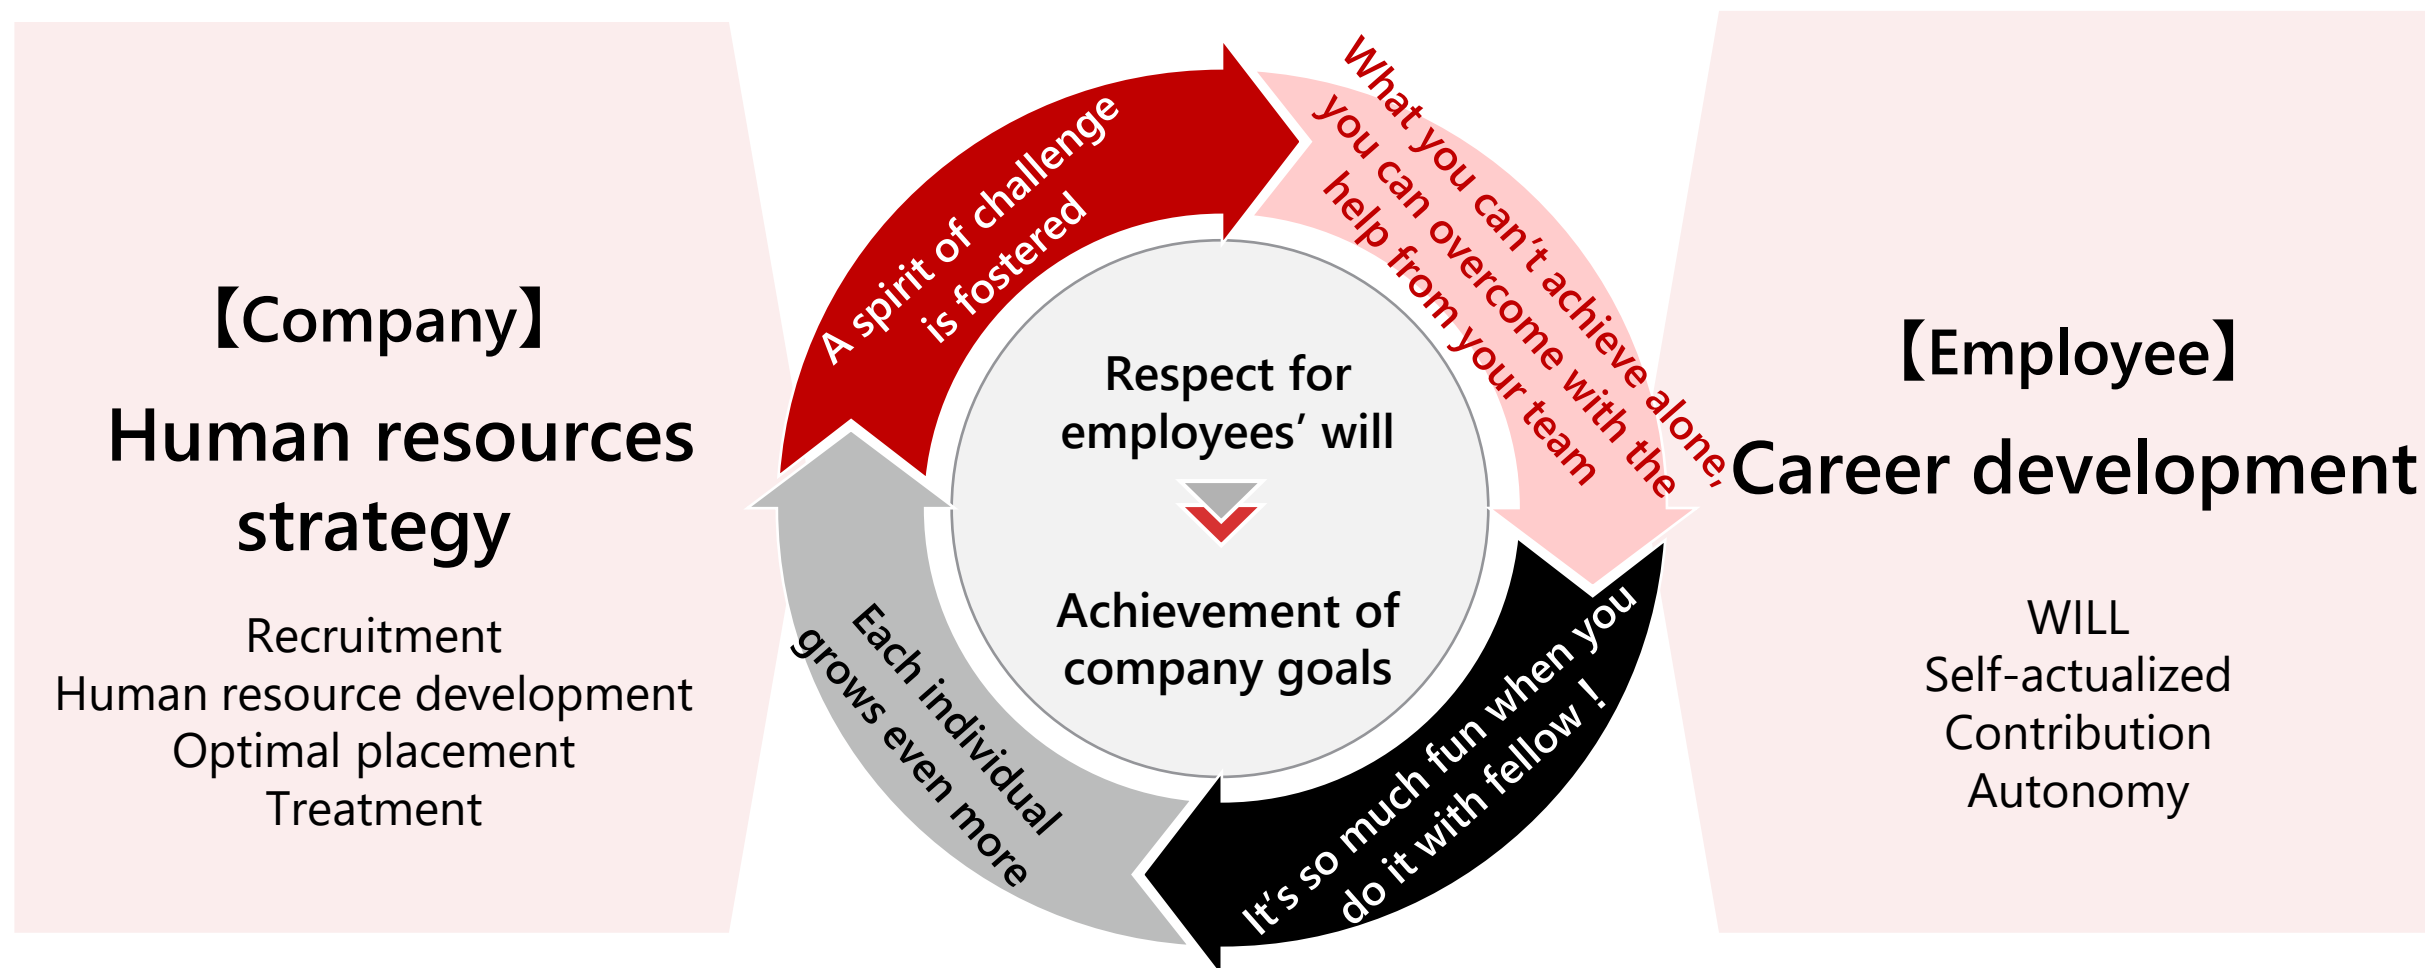 【Company】
Human resources
strategy
Recruitment
Human resource development
Optimal placement
Treatment
A spirit of challenge
is fostered
What you can’t achieve alone,
you can overcome with the
help from your team
It’s so much fun when you
do it with fellow！
Each individual
grows even more
Respect for
employees’ will
Achievement of
company goals
【Employee】
Career development
WILL
Self-actualized
Contribution
Autonomy